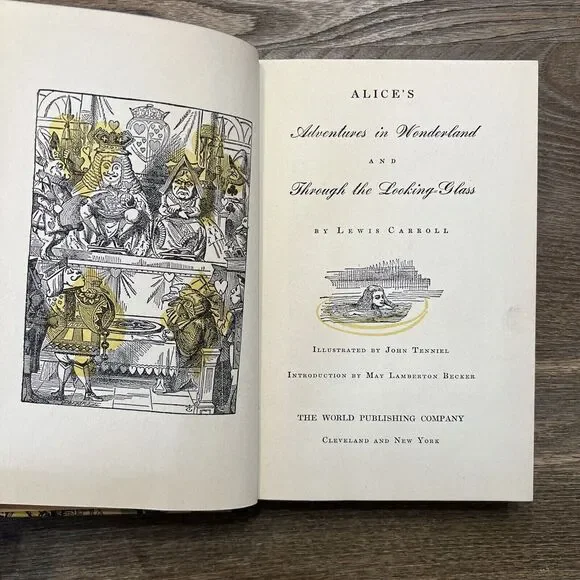 ALICE'S
Adventures in Wonderland
AND
Through the Looking-Glass
BY LEWIS CARROLL
ILLUSTRATED BY JOHN TENNIEL
INTRODUCTION BY MAY LAMBERTON BECKER
THE WORLD PUBLISHING COMPANY
CLEVELAND AND NEW YORK